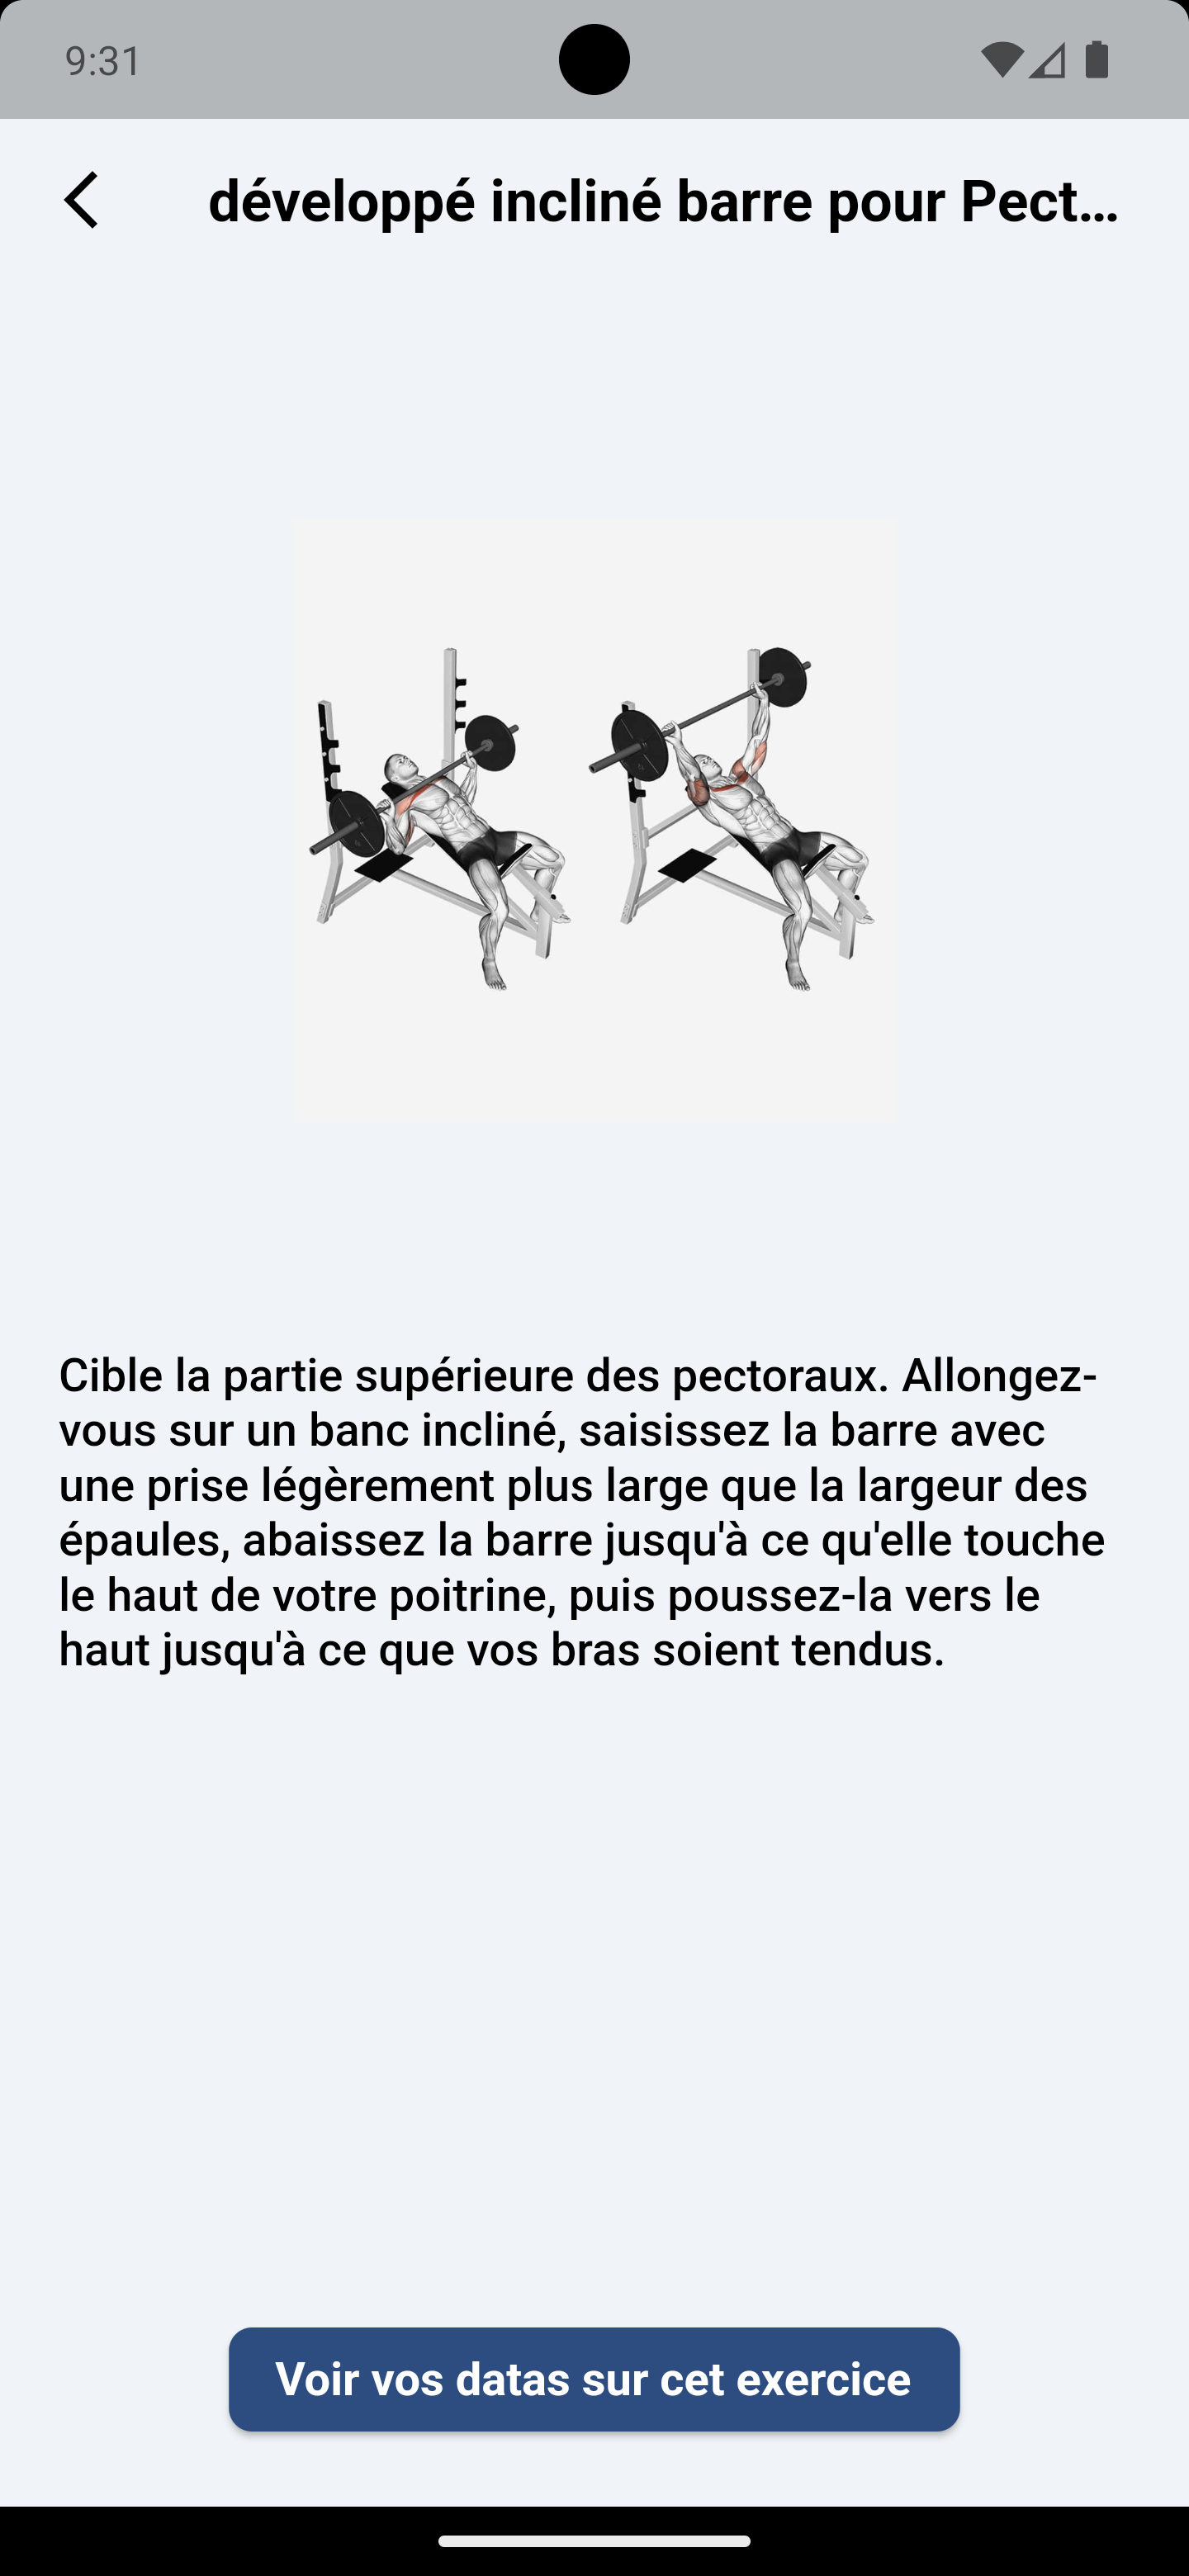 9:31
développé incliné barre pour Pect...
Cible la partie supérieure des pectoraux. Allongez-
vous sur un banc incliné, saisissez la barre avec
une prise légèrement plus large que la largeur des
épaules, abaissez la barre jusqu'à ce qu'elle touche
le haut de votre poitrine, puis poussez-la vers le
haut jusqu'à ce que vos bras soient tendus.
Voir vos datas sur cet exercice